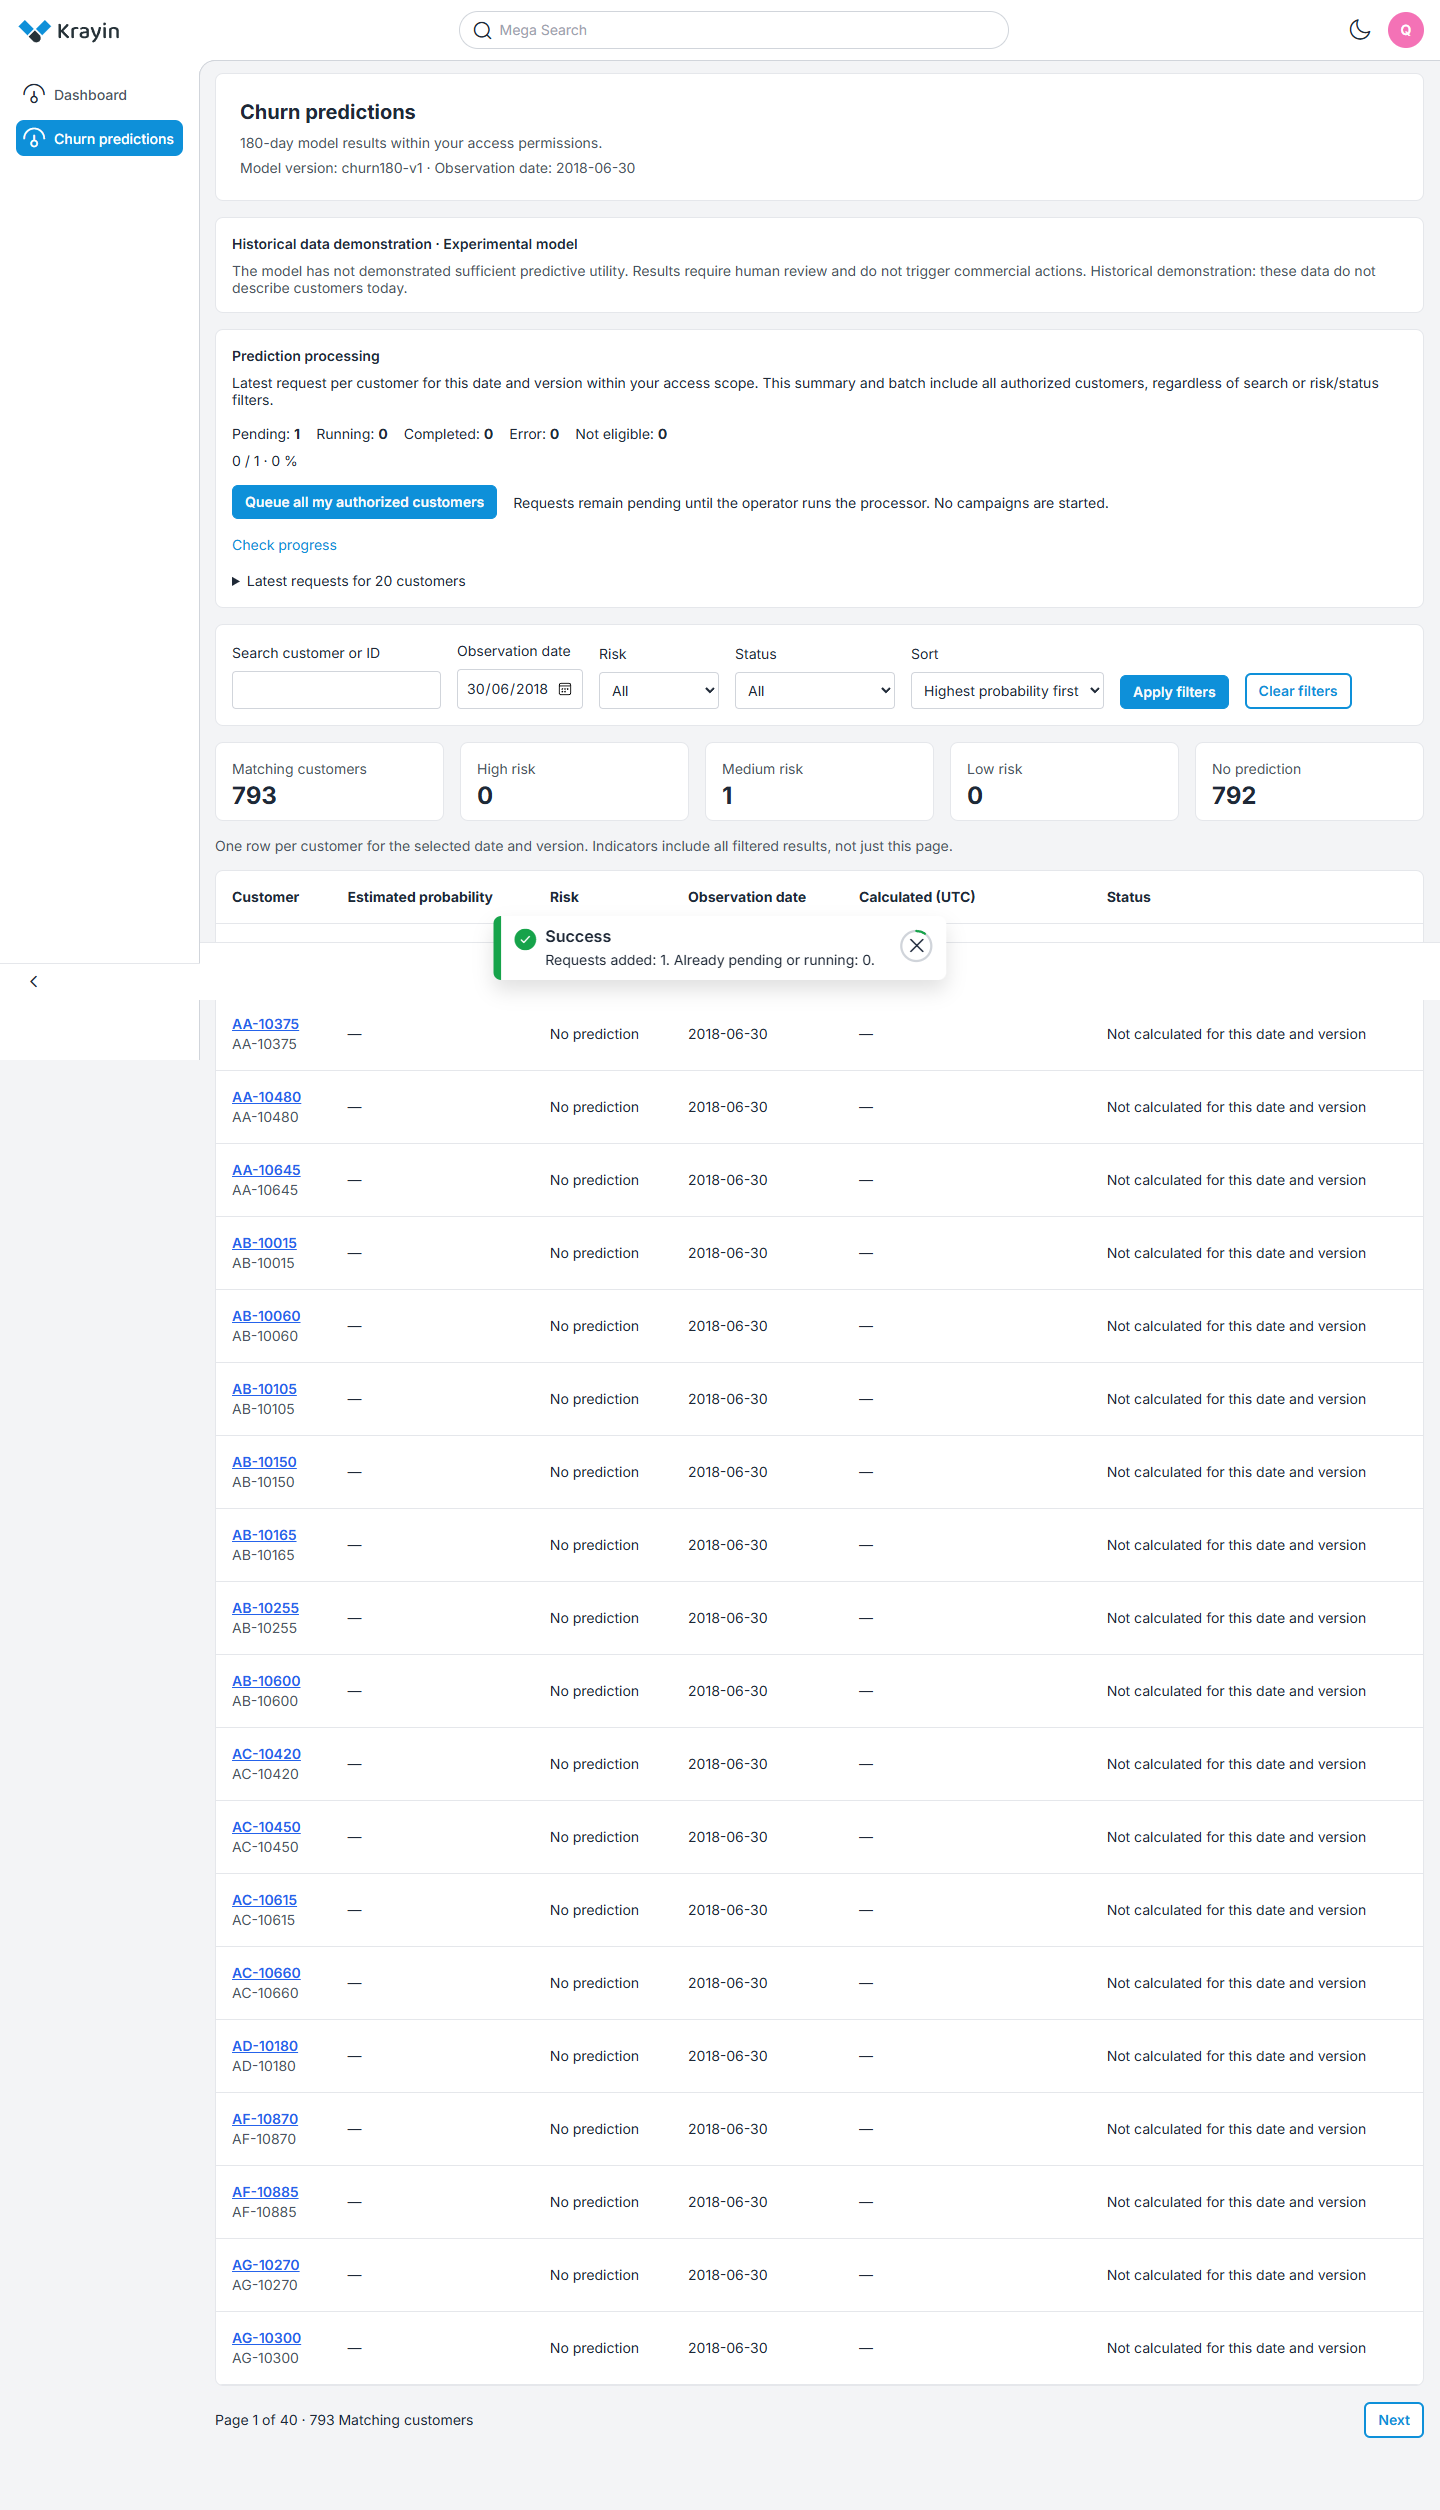 Krayin
Mega Search
Q
Dashboard
Churn predictions
Churn predictions
180-day model results within your access permissions.
Model version: churn180-v1 · Observation date: 2018-06-30
Historical data demonstration · Experimental model
The model has not demonstrated sufficient predictive utility. Results require human review and do not trigger commercial actions. Historical demonstration: these data do not
describe customers today.
Prediction processing
Latest request per customer for this date and version within your access scope. This summary and batch include all authorized customers, regardless of search or risk/status
filters.
Pending: 1 Running: 0 Completed: 0 Error: 0 Not eligible: 0
0 / 1 · 0 %
Queue all my authorized customers Requests remain pending until the operator runs the processor. No campaigns are started.
Check progress
Latest requests for 20 customers
Search customer or ID Observation date Risk Status Sort
30/06/2018 All All Highest probability first Apply filters Clear filters
Matching customers High risk Medium risk Low risk No prediction
793 0 1 0 792
One row per customer for the selected date and version. Indicators include all filtered results, not just this page.
Customer Estimated probability Risk Observation date Calculated (UTC) Status
Success
Requests added: 1. Already pending or running: 0.
AA-10375
AA-10375 — No prediction 2018-06-30 — Not calculated for this date and version
AA-10480
AA-10480 — No prediction 2018-06-30 — Not calculated for this date and version
AA-10645
AA-10645 — No prediction 2018-06-30 — Not calculated for this date and version
AB-10015
AB-10015 — No prediction 2018-06-30 — Not calculated for this date and version
AB-10060
AB-10060 — No prediction 2018-06-30 — Not calculated for this date and version
AB-10105
AB-10105 — No prediction 2018-06-30 — Not calculated for this date and version
AB-10150
AB-10150 — No prediction 2018-06-30 — Not calculated for this date and version
AB-10165
AB-10165 — No prediction 2018-06-30 — Not calculated for this date and version
AB-10255
AB-10255 — No prediction 2018-06-30 — Not calculated for this date and version
AB-10600
AB-10600 — No prediction 2018-06-30 — Not calculated for this date and version
AC-10420
AC-10420 — No prediction 2018-06-30 — Not calculated for this date and version
AC-10450
AC-10450 — No prediction 2018-06-30 — Not calculated for this date and version
AC-10615
AC-10615 — No prediction 2018-06-30 — Not calculated for this date and version
AC-10660
AC-10660 — No prediction 2018-06-30 — Not calculated for this date and version
AD-10180
AD-10180 — No prediction 2018-06-30 — Not calculated for this date and version
AF-10870
AF-10870 — No prediction 2018-06-30 — Not calculated for this date and version
AF-10885
AF-10885 — No prediction 2018-06-30 — Not calculated for this date and version
AG-10270
AG-10270 — No prediction 2018-06-30 — Not calculated for this date and version
AG-10300
AG-10300 — No prediction 2018-06-30 — Not calculated for this date and version
Page 1 of 40 · 793 Matching customers Next